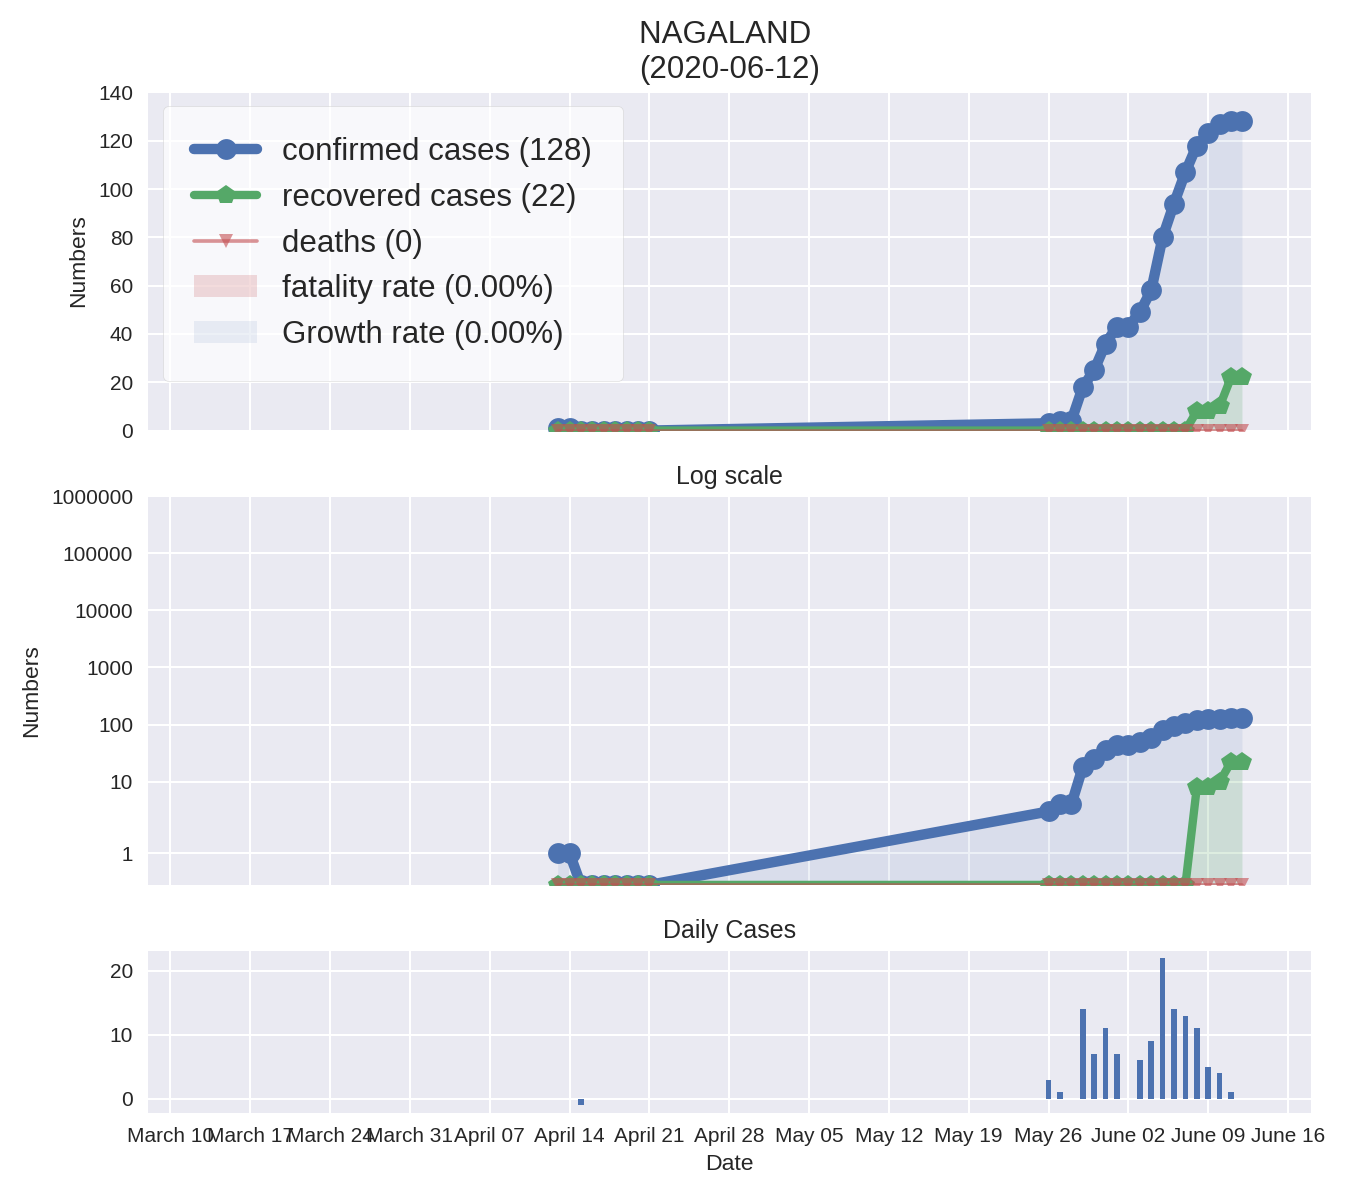 NAGALAND
(2020-06-12)
140
120
100
80
60
40
20
0
Numbers
confirmed cases (128)
recovered cases (22)
deaths (0)
fatality rate (0.00%)
Growth rate (0.00%)
Log scale
1000000
100000
10000
1000
100
10
1
Numbers
Daily Cases
20
10
0
March 10 March 17 March 24 March 31 April 07 April 14 April 21 April 28 May 05 May 12 May 19 May 26 June 02 June 09 June 16
Date